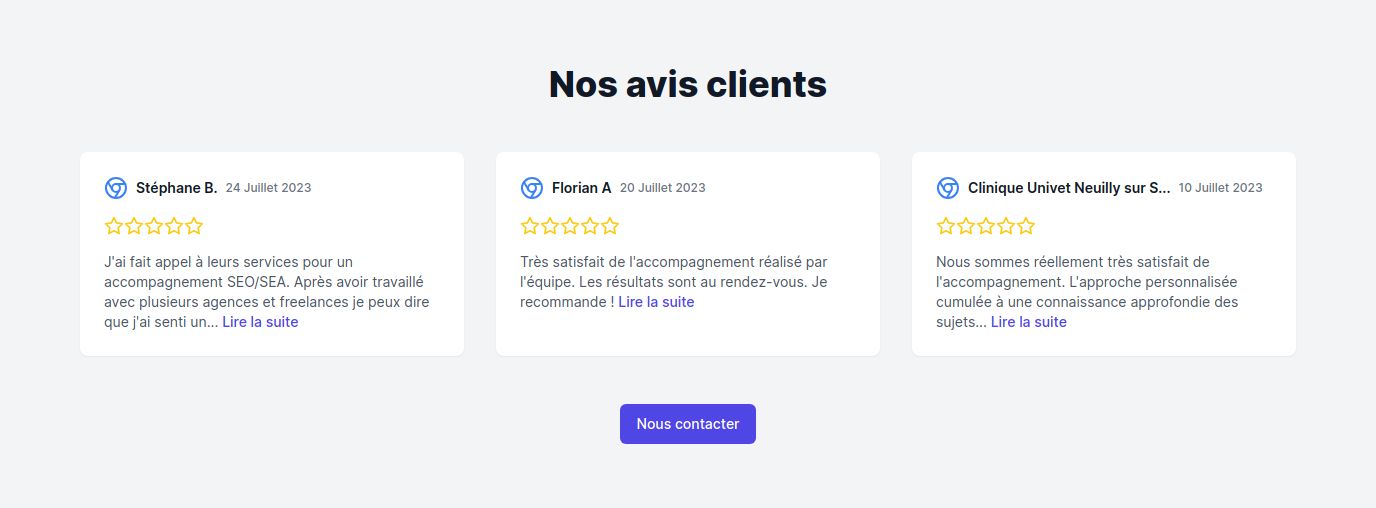 Nos avis clients
Stéphane B. 24 Juillet 2023
J'ai fait appel à leurs services pour un
accompagnement SEO/SEA. Après avoir travaillé
avec plusieurs agences et freelances je peux dire
que j'ai senti un... Lire la suite
Florian A 20 Juillet 2023
Très satisfait de l'accompagnement réalisé par
l'équipe. Les résultats sont au rendez-vous. Je
recommande ! Lire la suite
Clinique Univet Neuilly sur S... 10 Juillet 2023
Nous sommes réellement très satisfait de
l'accompagnement. L'approche personnalisée
cumulée à une connaissance approfondie des
sujets... Lire la suite
Nous contacter